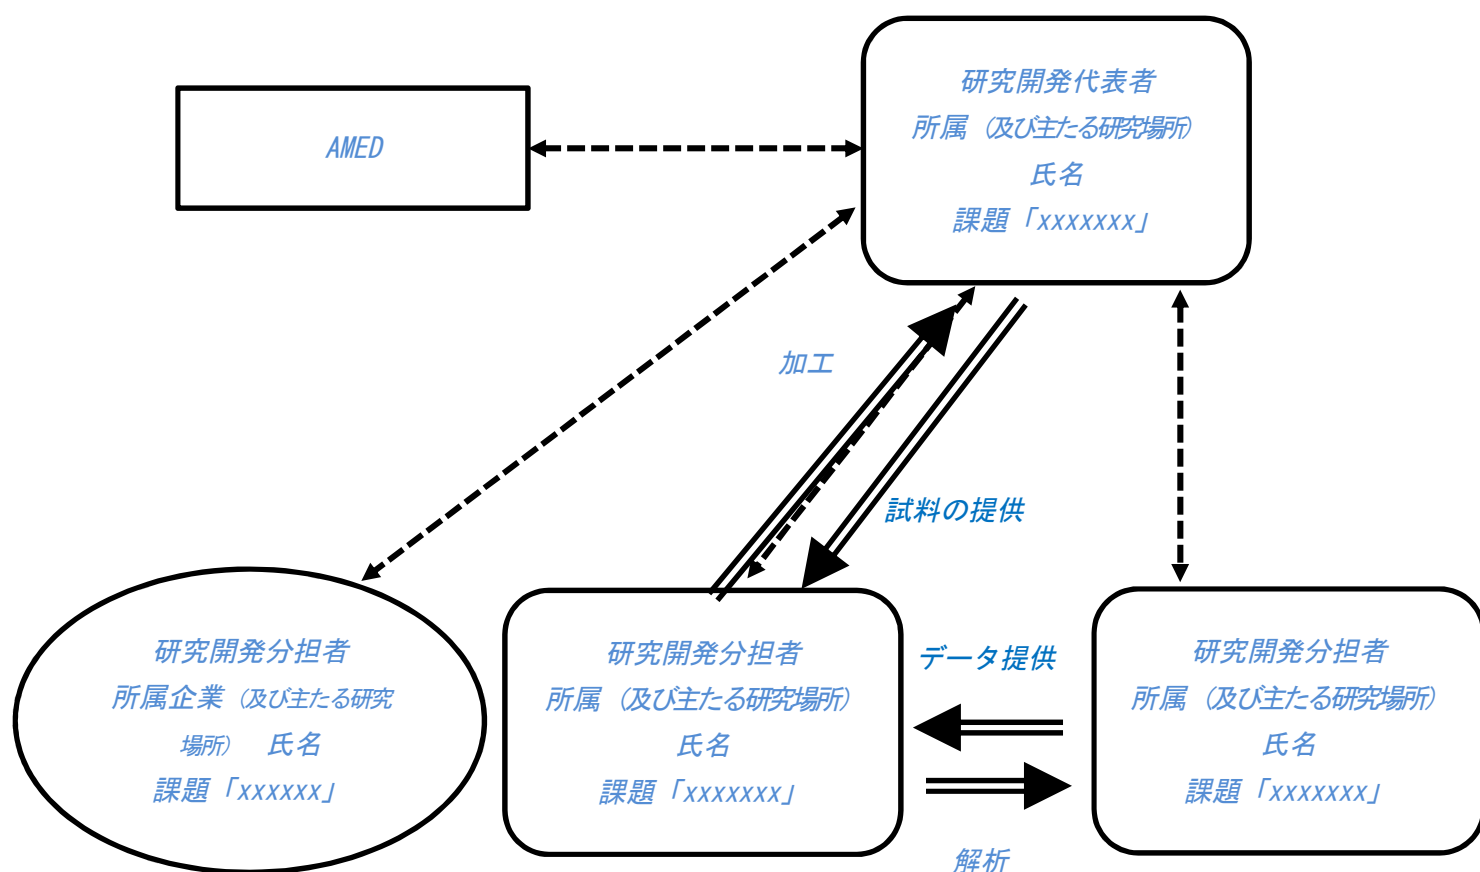 研究開発代表者
所属（及び主たる研究場所）
氏名
課題「xxxxxxx」
AMED
加工
試料の提供
研究開発分担者
所属企業（及び主たる研究
場所）　氏名
課題「xxxxxx」
研究開発分担者
所属（及び主たる研究場所）
氏名
課題「xxxxxxx」
データ提供
解析
研究開発分担者
所属（及び主たる研究場所）
氏名
課題「xxxxxxx」